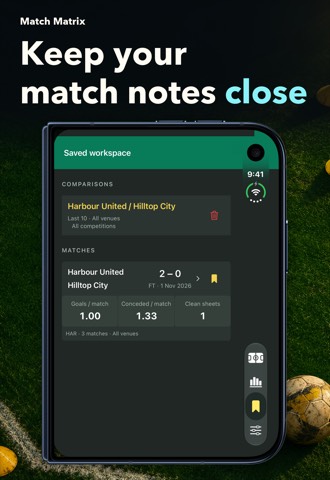 Match Matrix
Keep your
match notes close
Saved workspace
9:41
COMPARISONS
Harbour United / Hilltop City
Last 10 · All venues
All competitions
MATCHES
Harbour United
Hilltop City
2 – 0
FT · 1 Nov 2026
Goals / match
1.00
Conceded / match
1.33
Clean sheets
1
HAR · 3 matches · All venues